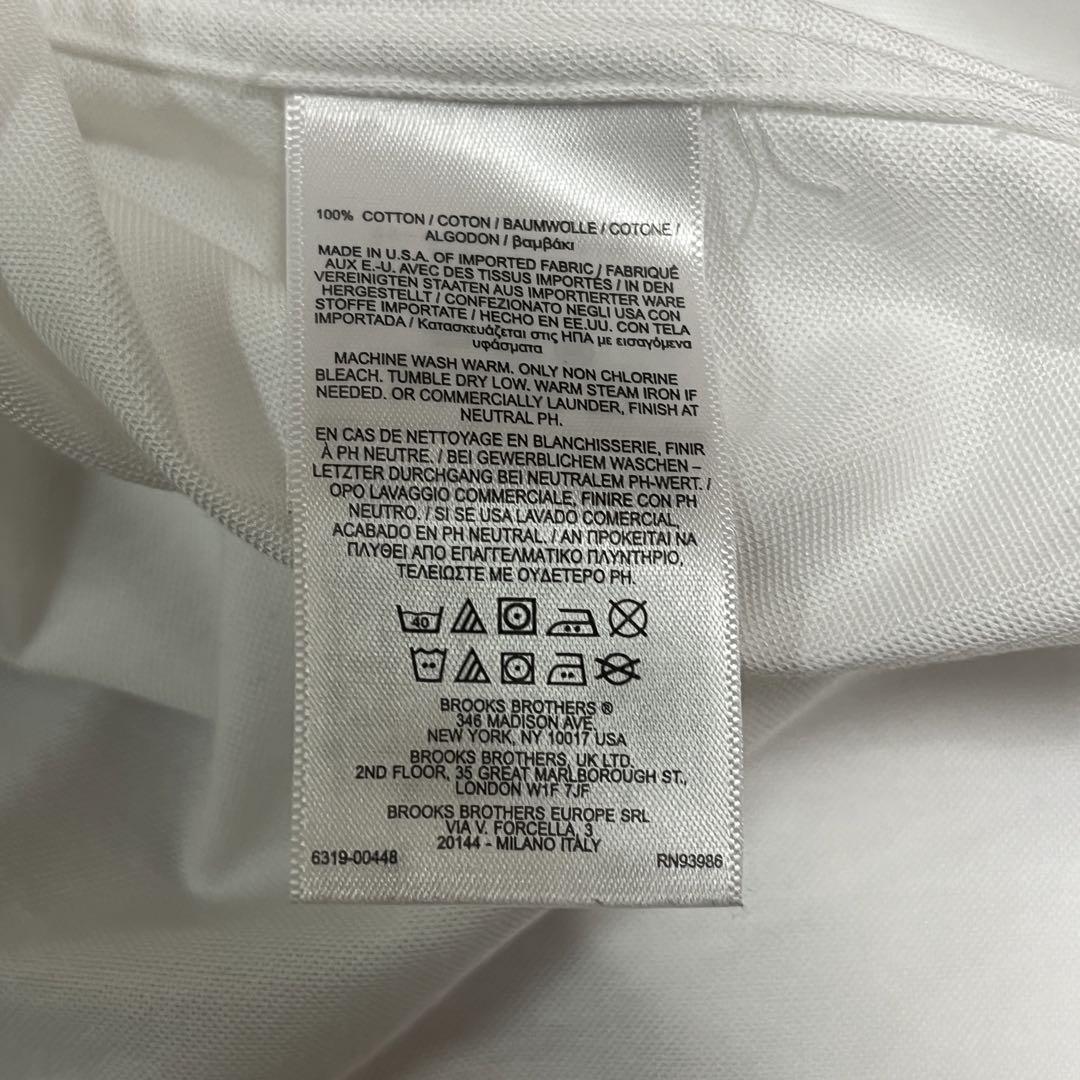 100% COTTON / COTON / BAUMWOLLE / COTONE /
ALGODON / βαμβάκι
MADE IN U.S.A. OF IMPORTED FABRIC / FABRIQUÉ
AUX E.-U. AVEC DES TISSUS IMPORTÉS / IN DEN
VEREINIGTEN STAATEN AUS IMPORTIERTER WARE
HERGESTELLT / CONFEZIONATO NEGLI USA CON
STOFFE IMPORTATE / HECHO EN EE.UU. CON TELA
IMPORTADA / Κατασκευάζεται στις ΗΠΑ με εισαγόμενα
υφάσματα
MACHINE WASH WARM. ONLY NON CHLORINE
BLEACH. TUMBLE DRY LOW. WARM STEAM IRON IF
NEEDED. OR COMMERCIALLY LAUNDER, FINISH AT
NEUTRAL PH.
EN CAS DE NETTOYAGE EN BLANCHISSERIE, FINIR
À PH NEUTRE. / BEI GEWERBLICHEM WASCHEN –
LETZTER DURCHGANG BEI NEUTRALEM PH-WERT. /
OPO LAVAGGIO COMMERCIALE, FINIRE CON PH
NEUTRO. / SI SE USA LAVADO COMERCIAL,
ACABADO EN PH NEUTRAL. / ΑΝ ΠΡΟΚΕΙΤΑΙ ΝΑ
ΠΛΥΘΕΙ ΑΠΟ ΕΠΑΓΓΕΛΜΑΤΙΚΟ ΠΛΥΝΤΗΡΙΟ,
ΤΕΛΕΙΩΣΤΕ ΜΕ ΟΥΔΕΤΕΡΟ PH.
40
BROOKS BROTHERS ®
346 MADISON AVE.
NEW YORK, NY 10017 USA
BROOKS BROTHERS, UK LTD.
2ND FLOOR, 35 GREAT MARLBOROUGH ST.,
LONDON W1F 7JF
BROOKS BROTHERS EUROPE SRL
VIA V. FORCELLA, 3
20144 - MILANO ITALY
6319-00448 RN93986